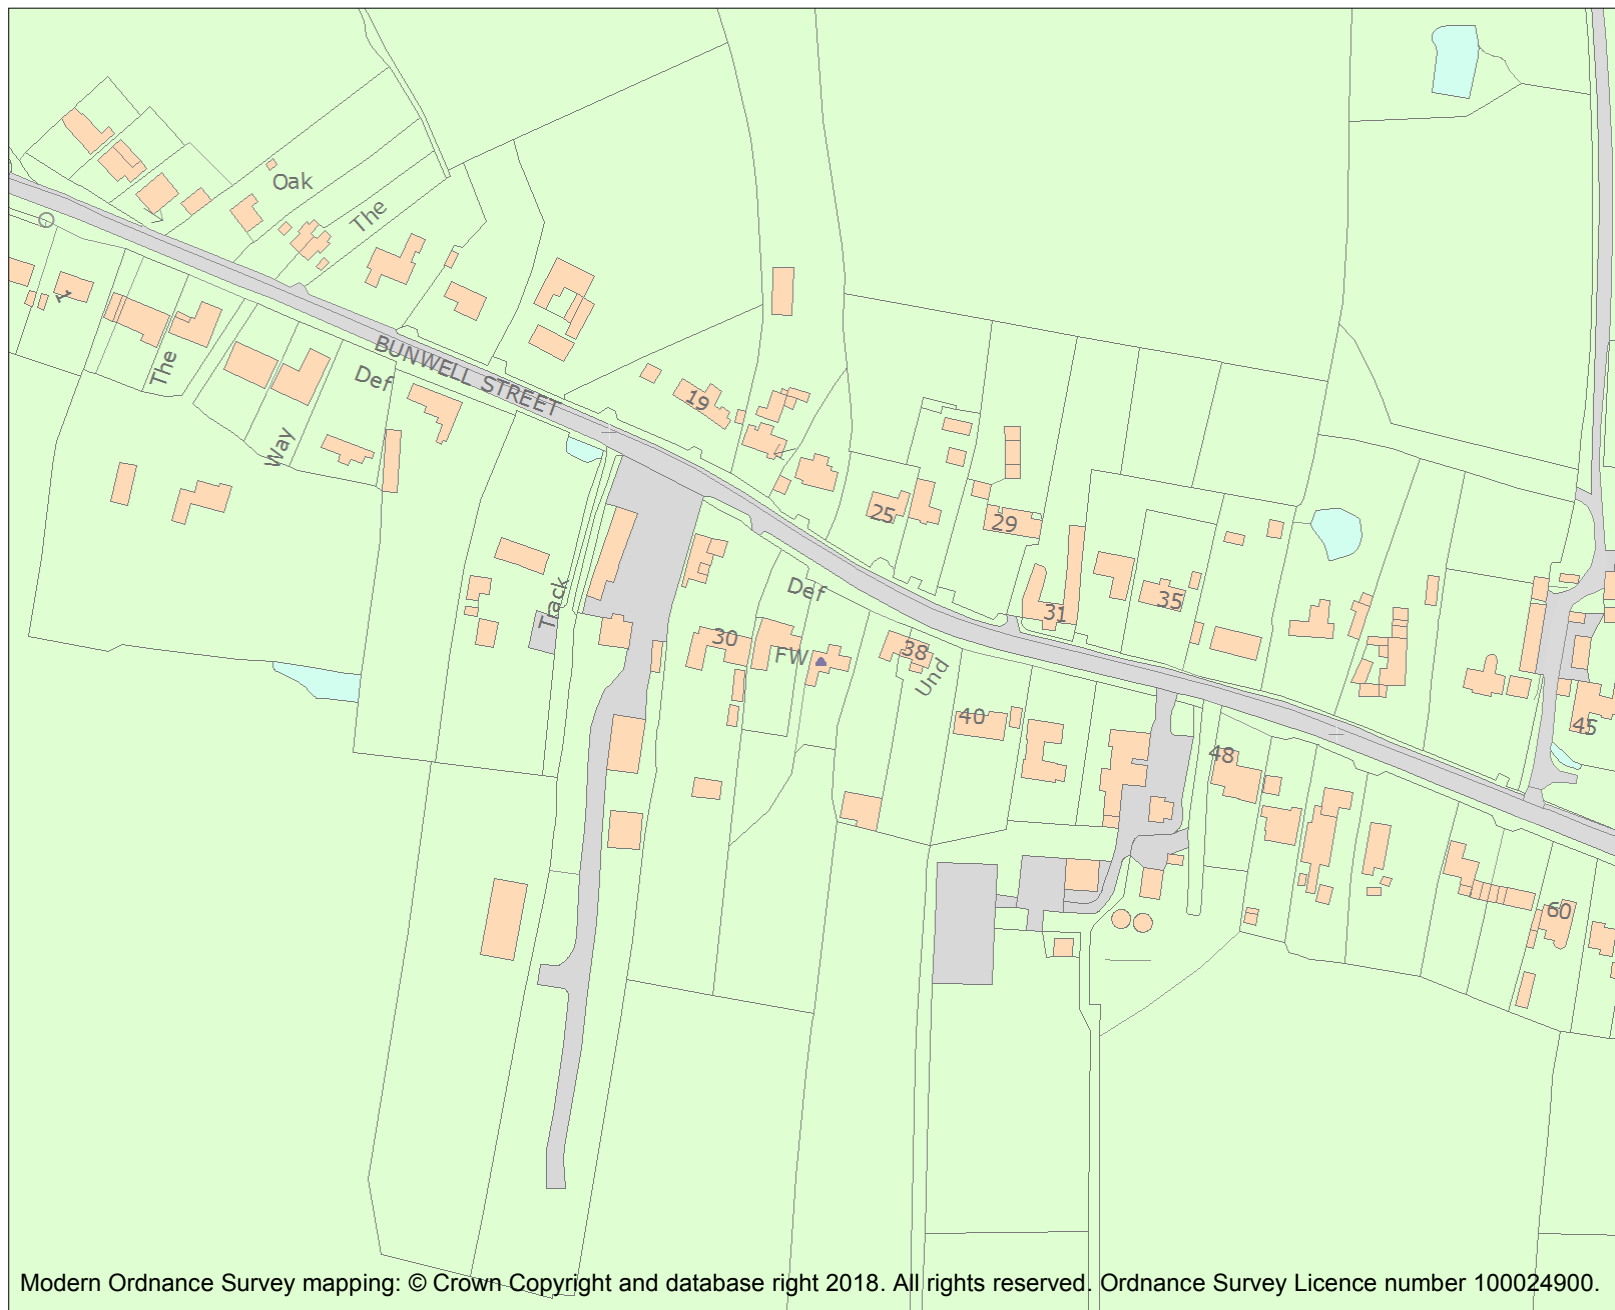 Oak
The
1
The
BUNWELL STREET
Def
Way
19
25
29
Track
Def
31
35
30
FW
38
Und
40
48
45
60
Modern Ordnance Survey mapping: © Crown Copyright and database right 2018. All rights reserved. Ordnance Survey Licence number 100024900.